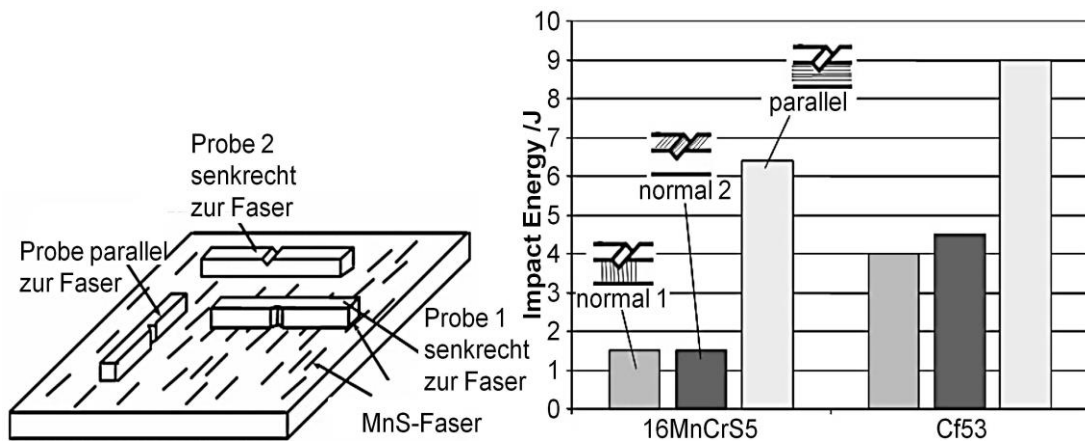 Probe 2
senkrecht
zur Faser
Probe parallel
zur Faser
Probe 1
senkrecht
zur Faser
MnS-Faser
Impact Energy /J
10
9
8
7
6
5
4
3
2
1
0
parallel
normal 2
normal 1
16MnCrS5
Cf53